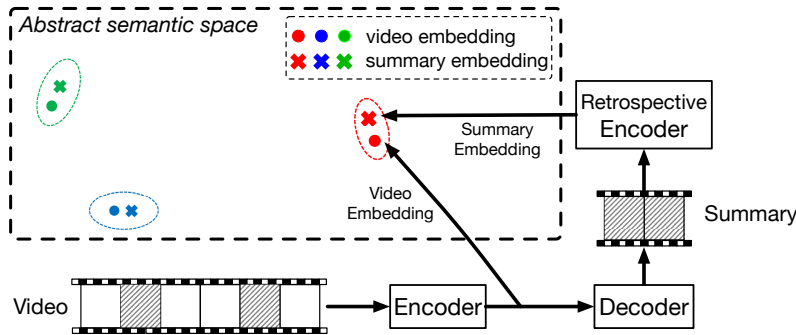 Abstract semantic space
video embedding
summary embedding
Retrospective
Encoder
Summary
Embedding
Video
Embedding
Summary
Video
Encoder
Decoder